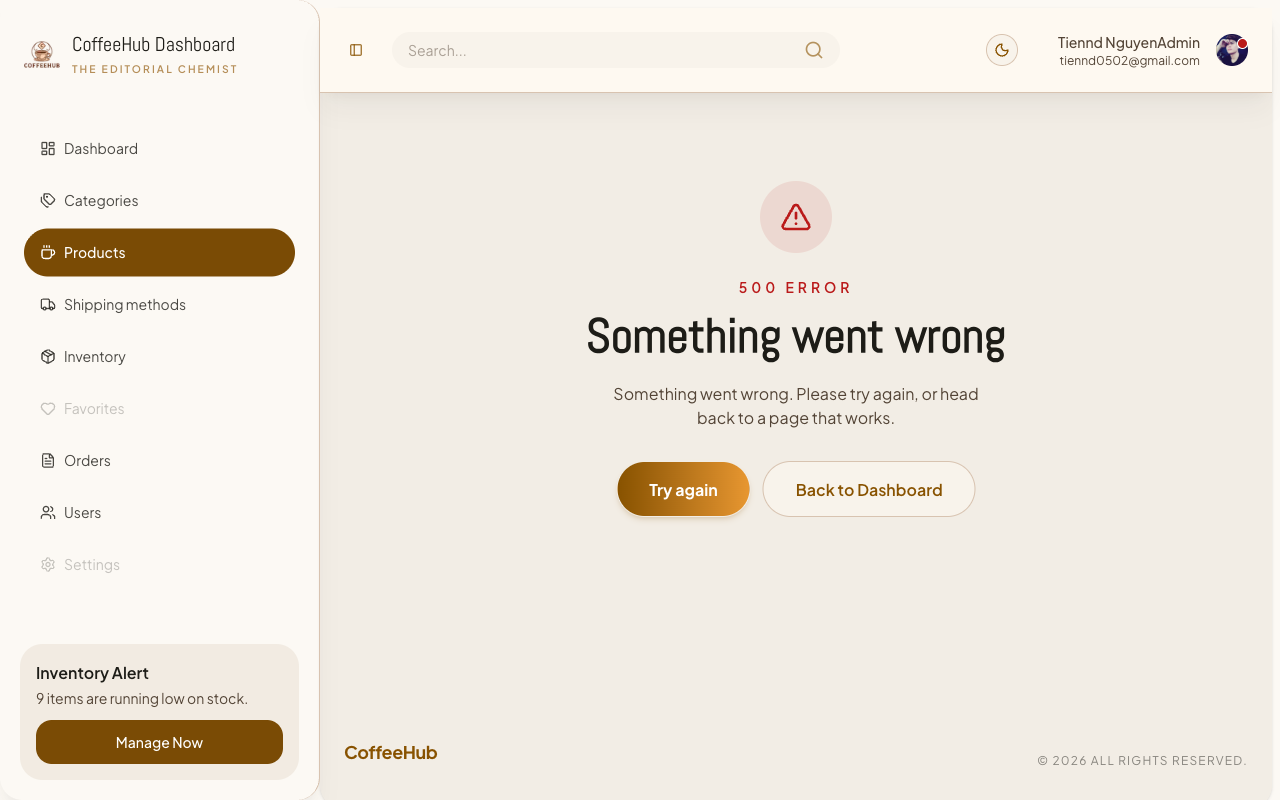 COFFEEHUB
CoffeeHub Dashboard
THE EDITORIAL CHEMIST
Dashboard
Categories
Products
Shipping methods
Inventory
Favorites
Orders
Users
Settings
Inventory Alert
9 items are running low on stock.
Manage Now
Search...
Tiennd NguyenAdmin
tiennd0502@gmail.com
500 ERROR
Something went wrong
Something went wrong. Please try again, or head
back to a page that works.
Try again
Back to Dashboard
CoffeeHub
© 2026 ALL RIGHTS RESERVED.